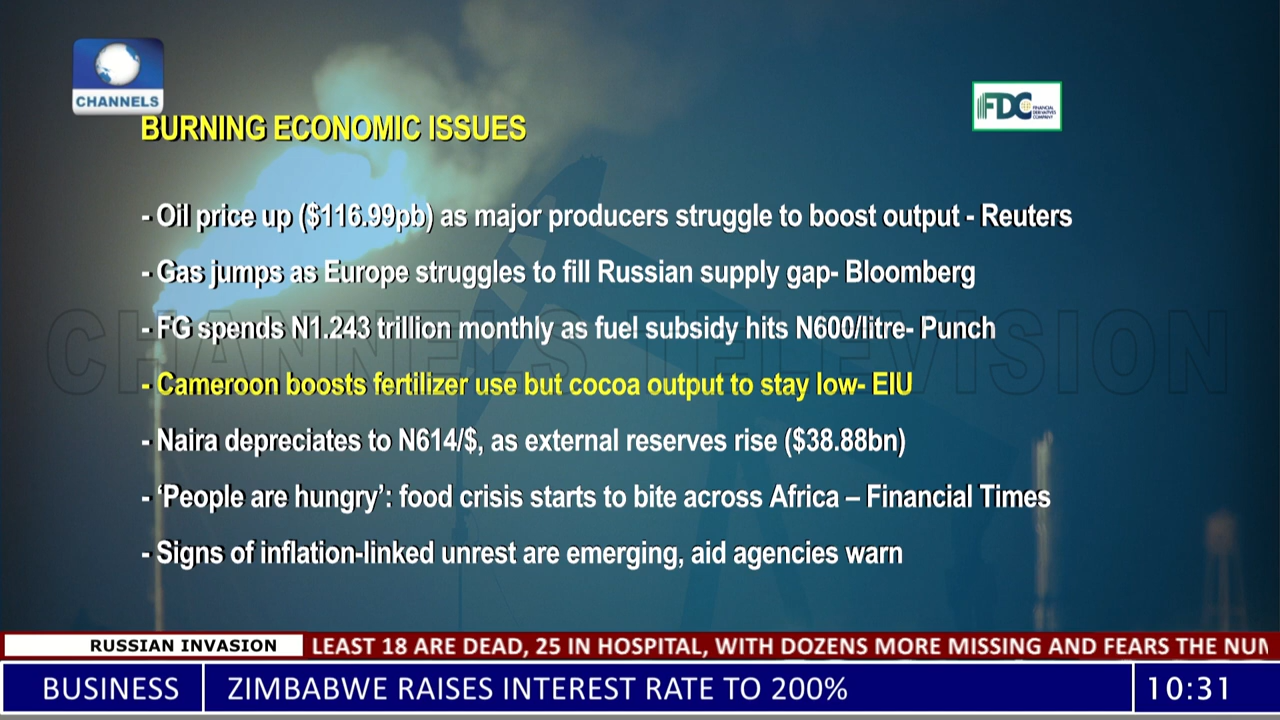 CHANNELS
FDC FINANCIAL DERIVATIVES COMPANY
BURNING ECONOMIC ISSUES
- Oil price up ($116.99pb) as major producers struggle to boost output - Reuters
- Gas jumps as Europe struggles to fill Russian supply gap- Bloomberg
- FG spends N1.243 trillion monthly as fuel subsidy hits N600/litre- Punch
CHANNELS TELEVISION
- Cameroon boosts fertilizer use but cocoa output to stay low- EIU
- Naira depreciates to N614/$, as external reserves rise ($38.88bn)
- ‘People are hungry’: food crisis starts to bite across Africa – Financial Times
- Signs of inflation-linked unrest are emerging, aid agencies warn
RUSSIAN INVASION LEAST 18 ARE DEAD, 25 IN HOSPITAL, WITH DOZENS MORE MISSING AND FEARS THE NUM
BUSINESS ZIMBABWE RAISES INTEREST RATE TO 200% 10:31